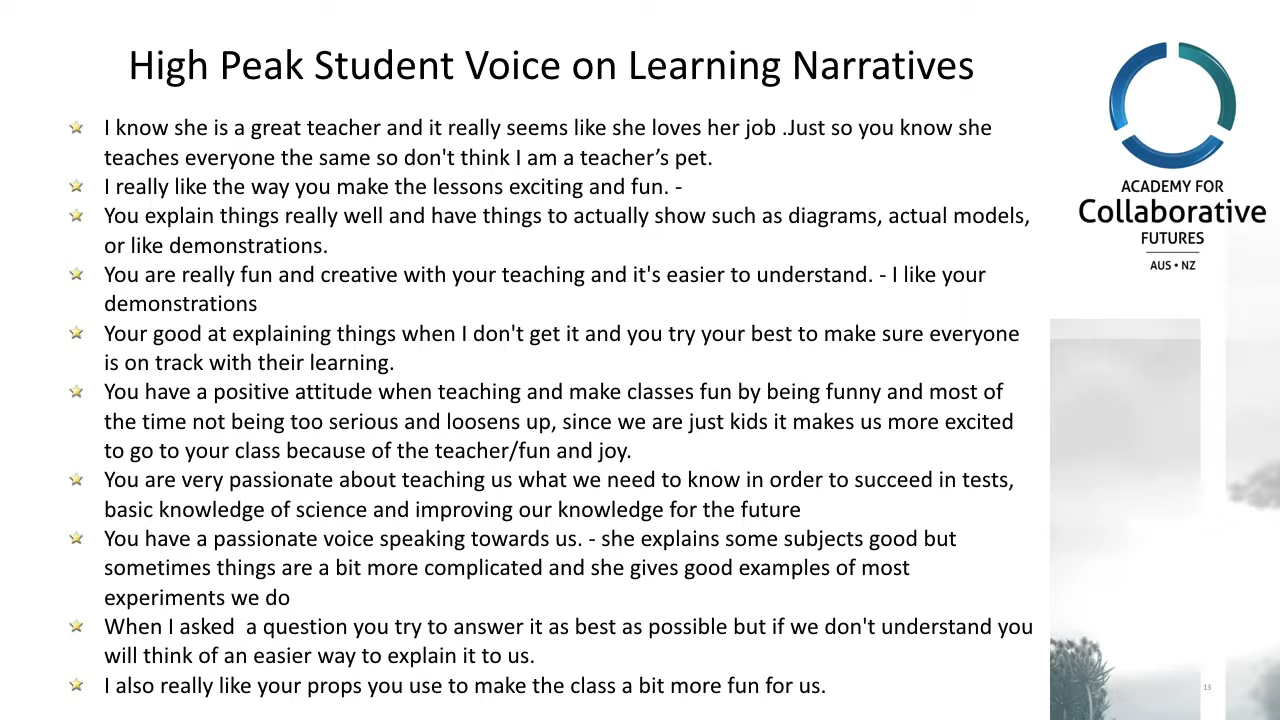 High Peak Student Voice on Learning Narratives
I know she is a great teacher and it really seems like she loves her job .Just so you know she
teaches everyone the same so don't think I am a teacher’s pet.
I really like the way you make the lessons exciting and fun. -
You explain things really well and have things to actually show such as diagrams, actual models,
or like demonstrations.
You are really fun and creative with your teaching and it's easier to understand. - I like your
demonstrations
Your good at explaining things when I don't get it and you try your best to make sure everyone
is on track with their learning.
You have a positive attitude when teaching and make classes fun by being funny and most of
the time not being too serious and loosens up, since we are just kids it makes us more excited
to go to your class because of the teacher/fun and joy.
You are very passionate about teaching us what we need to know in order to succeed in tests,
basic knowledge of science and improving our knowledge for the future
You have a passionate voice speaking towards us. - she explains some subjects good but
sometimes things are a bit more complicated and she gives good examples of most
experiments we do
When I asked  a question you try to answer it as best as possible but if we don't understand you
will think of an easier way to explain it to us.
I also really like your props you use to make the class a bit more fun for us.
ACADEMY FOR
Collaborative
FUTURES
AUS • NZ
13